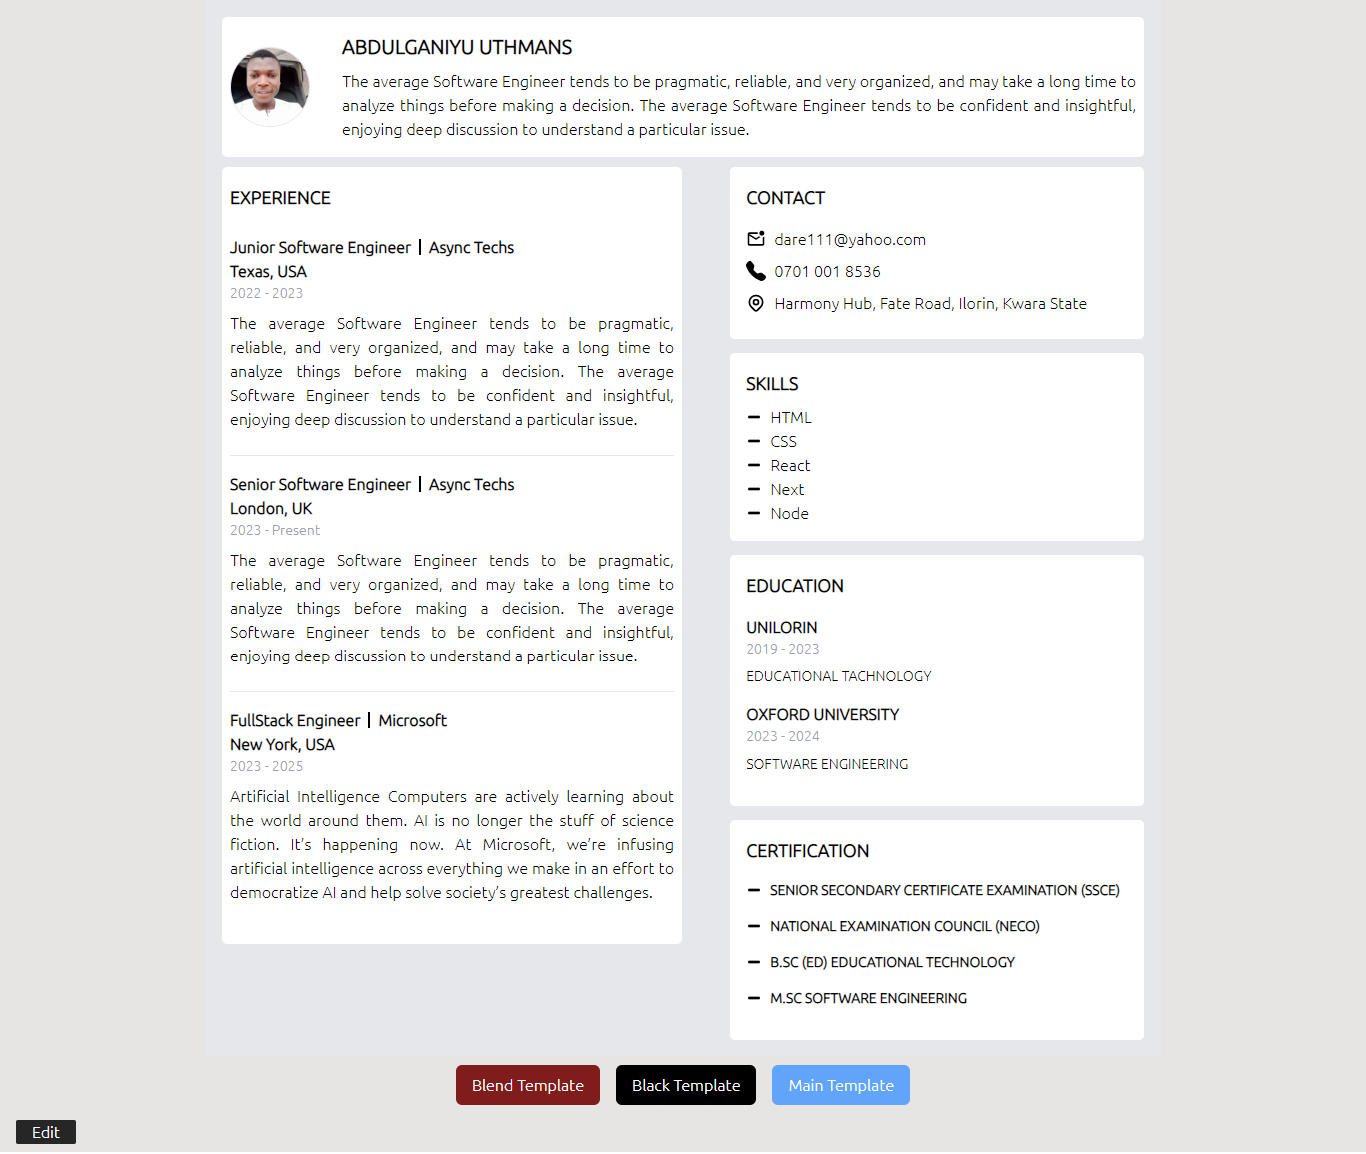 ABDULGANIYU UTHMANS
The average Software Engineer tends to be pragmatic, reliable, and very organized, and may take a long time to
analyze things before making a decision. The average Software Engineer tends to be confident and insightful,
enjoying deep discussion to understand a particular issue.
EXPERIENCE
Junior Software Engineer | Async Techs
Texas, USA
2022 - 2023
The average Software Engineer tends to be pragmatic,
reliable, and very organized, and may take a long time to
analyze things before making a decision. The average
Software Engineer tends to be confident and insightful,
enjoying deep discussion to understand a particular issue.
Senior Software Engineer | Async Techs
London, UK
2023 - Present
The average Software Engineer tends to be pragmatic,
reliable, and very organized, and may take a long time to
analyze things before making a decision. The average
Software Engineer tends to be confident and insightful,
enjoying deep discussion to understand a particular issue.
FullStack Engineer | Microsoft
New York, USA
2023 - 2025
Artificial Intelligence Computers are actively learning about
the world around them. AI is no longer the stuff of science
fiction. It’s happening now. At Microsoft, we’re infusing
artificial intelligence across everything we make in an effort to
democratize AI and help solve society’s greatest challenges.
CONTACT
dare111@yahoo.com
0701 001 8536
Harmony Hub, Fate Road, Ilorin, Kwara State
SKILLS
HTML
CSS
React
Next
Node
EDUCATION
UNILORIN
2019 - 2023
EDUCATIONAL TACHNOLOGY
OXFORD UNIVERSITY
2023 - 2024
SOFTWARE ENGINEERING
CERTIFICATION
SENIOR SECONDARY CERTIFICATE EXAMINATION (SSCE)
NATIONAL EXAMINATION COUNCIL (NECO)
B.SC (ED) EDUCATIONAL TECHNOLOGY
M.SC SOFTWARE ENGINEERING
Blend Template
Black Template
Main Template
Edit